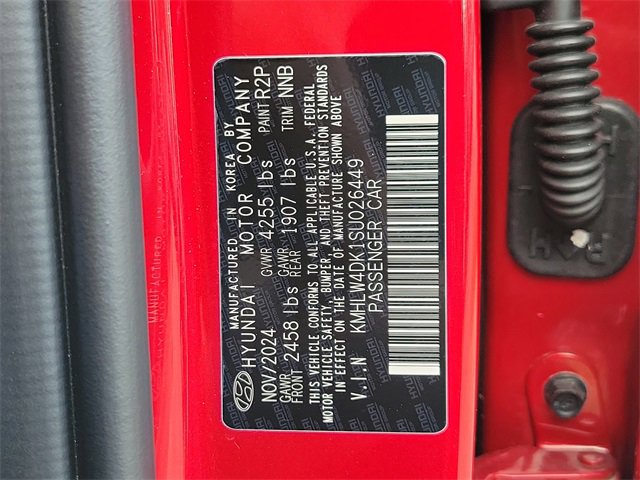 MANUFACTURED IN KOREA BY
HYUNDAI MOTOR COMPANY
NOV/2024 GVWR 4255 lbs PAINT R2P
GAWR FRONT 2458 lbs GAWR REAR 1907 lbs TRIM NNB
THIS VEHICLE CONFORMS TO ALL APPLICABLE U.S.A. FEDERAL
MOTOR VEHICLE SAFETY, BUMPER, AND THEFT PREVENTION STANDARDS
IN EFFECT ON THE DATE OF MANUFACTURE SHOWN ABOVE
V.I.N KMHLW4DK1SU026449
PASSENGER CAR